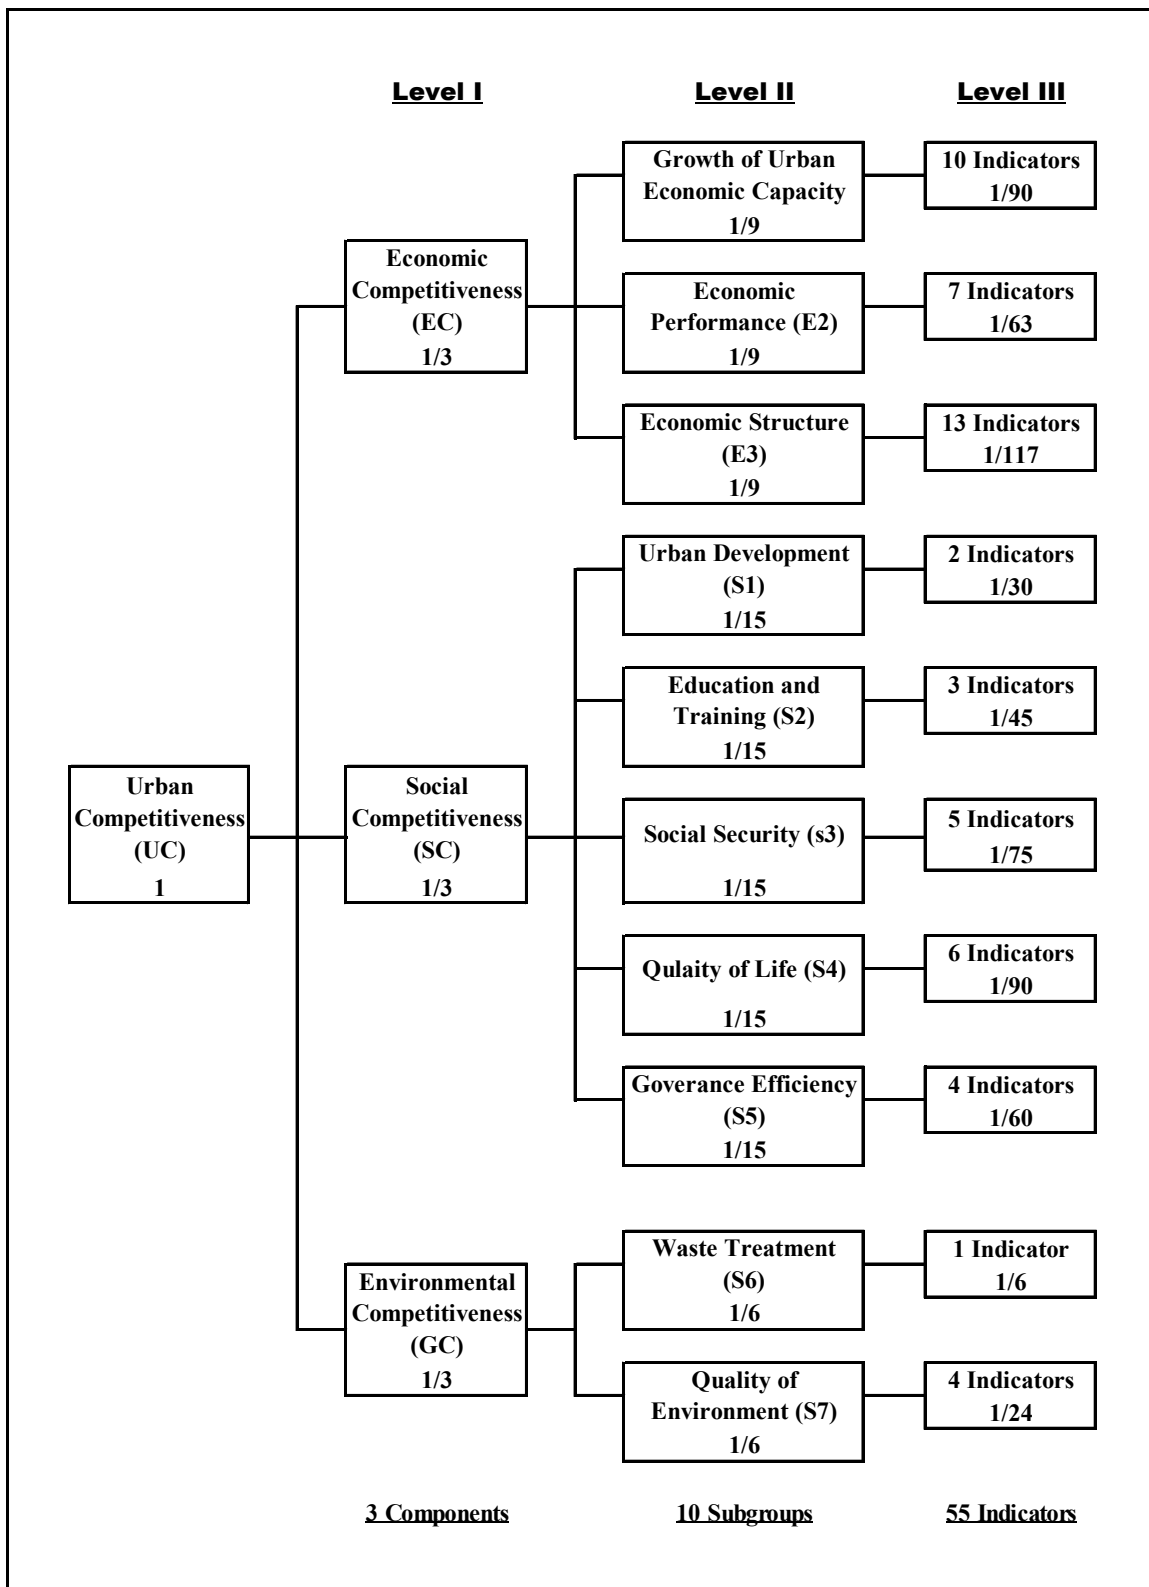 Level I
Level II
Level III
Growth of Urban
Economic Capacity
1/9
10 Indicators
1/90
Economic
Competitiveness
(EC)
1/3
Economic
Performance (E2)
1/9
7 Indicators
1/63
Economic Structure
(E3)
1/9
13 Indicators
1/117
Urban Development
(S1)
1/15
2 Indicators
1/30
Education and
Training (S2)
1/15
3 Indicators
1/45
Urban
Competitiveness
(UC)
1
Social
Competitiveness
(SC)
1/3
Social Security (s3)
1/15
5 Indicators
1/75
Qulaity of Life (S4)
1/15
6 Indicators
1/90
Goverance Efficiency
(S5)
1/15
4 Indicators
1/60
Waste Treatment
(S6)
1/6
1 Indicator
1/6
Environmental
Competitiveness
(GC)
1/3
Quality of
Environment (S7)
1/6
4 Indicators
1/24
3 Components
10 Subgroups
55 Indicators